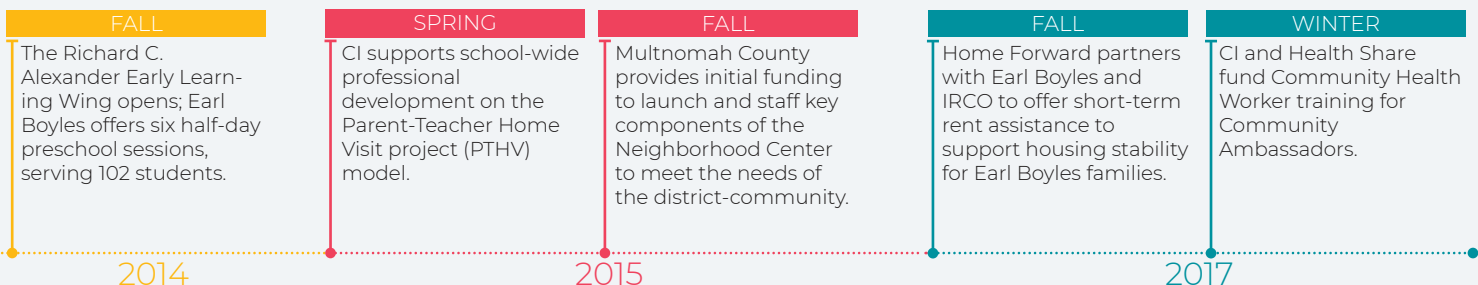 FALL
The Richard C.
Alexander Early Learn-
ing Wing opens; Earl
Boyles offers six half-day
preschool sessions,
serving 102 students.
SPRING
CI supports school-wide
professional
development on the
Parent-Teacher Home
Visit project (PTHV)
model.
FALL
Multnomah County
provides initial funding
to launch and staff key
components of the
Neighborhood Center
to meet the needs of
the district-community.
FALL
Home Forward partners
with Earl Boyles and
IRCO to offer short-term
rent assistance to
support housing stability
for Earl Boyles families.
WINTER
CI and Health Share
fund Community Health
Worker training for
Community
Ambassadors.
2014
2015
2017